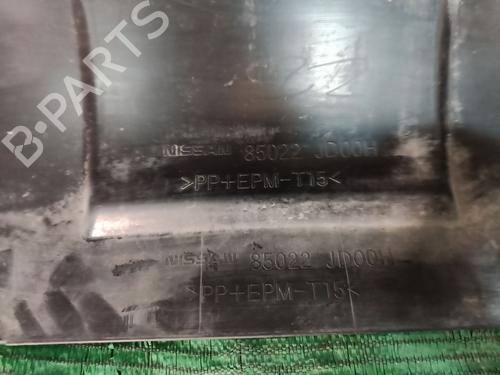 B-PARTS
NISSAN 85022 JD00H
>PP+EPM-T15<
NISSAN 85022 JD00H
>PP+EPM-T15<